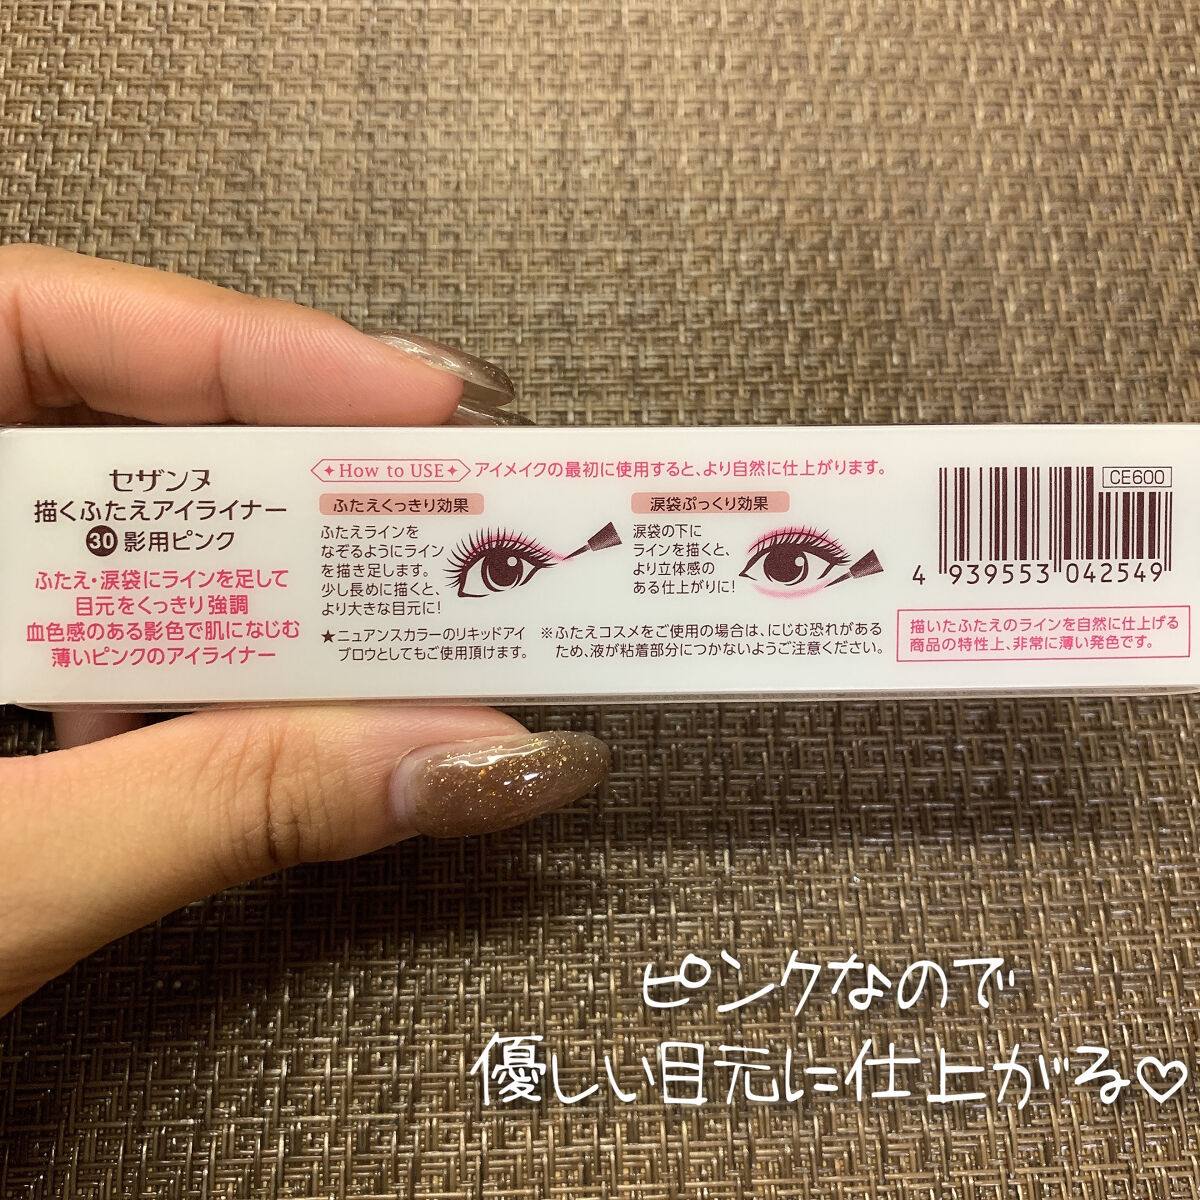 セザンヌ
描くふたえアイライナー
30 影用ピンク
ふたえ・涙袋にラインを足して
目元をくっきり強調
血色感のある影色で肌になじむ
薄いピンクのアイライナー
How to USE アイメイクの最初に使用すると、より自然に仕上がります。
ふたえくっきり効果
ふたえラインを
なぞるようにライン
を描き足します。
少し長めに描くと、
より大きな目元に!
★ニュアンスカラーのリキッドアイ
ブロウとしてもご使用頂けます。
涙袋ぷっくり効果
涙袋の下に
ラインを描くと、
より立体感の
ある仕上がりに!
※ふたえコスメをご使用の場合は、にじむ恐れがある
ため、液が粘着部分につかないようご注意ください。
CE600
4 939553 042549
描いたふたえのラインを自然に仕上げる
商品の特性上、非常に薄い発色です。
ピンクなので
優しい目元に仕上がる♡